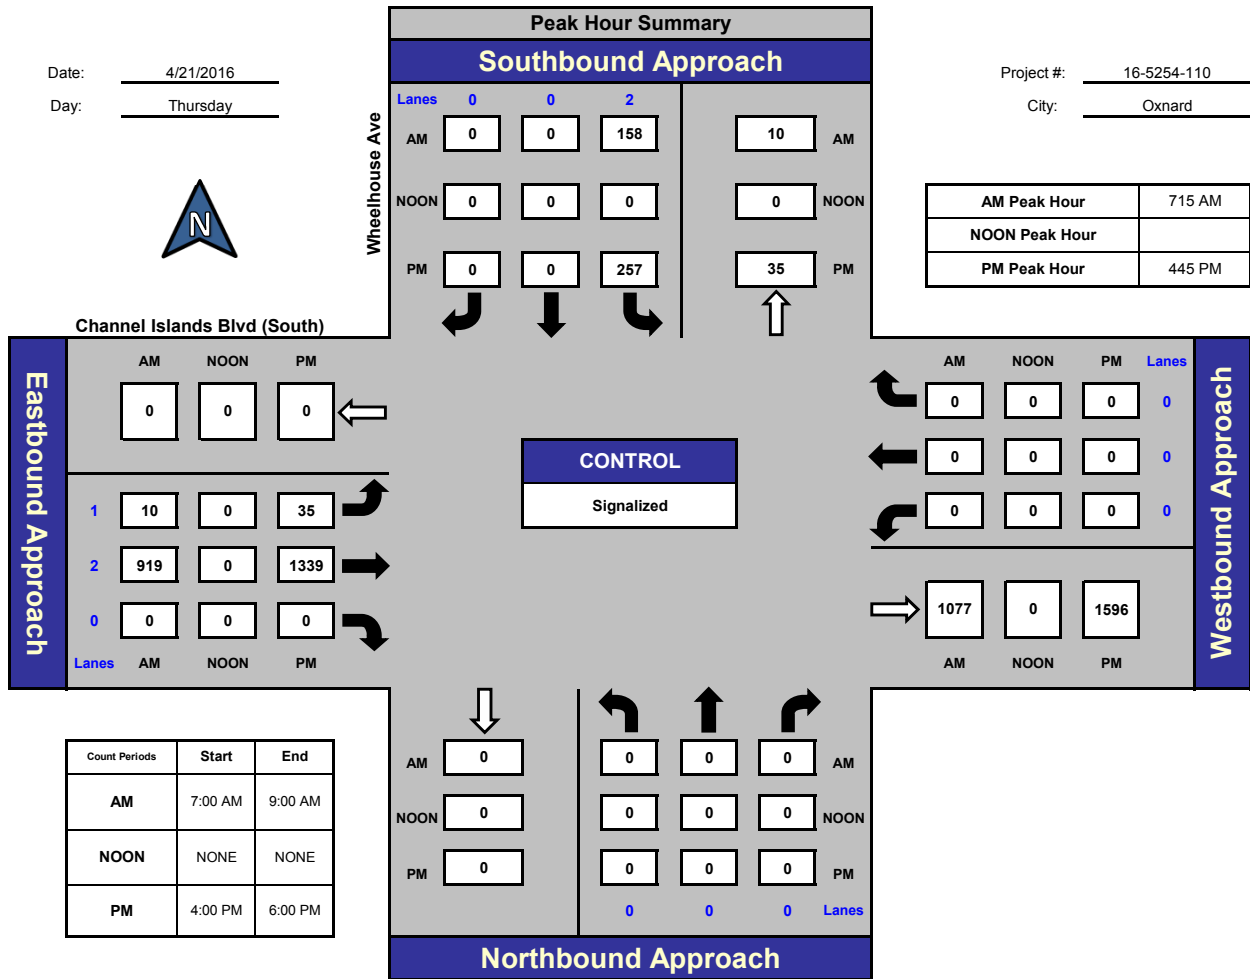 Peak Hour Summary
Southbound Approach
Date: 4/21/2016
Project #: 16-5254-110
Day: Thursday
City: Oxnard
Wheelhouse Ave
Lanes 0 0 2
AM 0 0 158 10 AM
NOON 0 0 0 0 NOON
PM 0 0 257 35 PM
N
AM Peak Hour 715 AM
NOON Peak Hour
PM Peak Hour 445 PM
Channel Islands Blvd (South)
Eastbound Approach
AM NOON PM
0 0 0
1 10 0 35
2 919 0 1339
0 0 0 0
Lanes AM NOON PM
CONTROL
Signalized
AM NOON PM Lanes
0 0 0 0
0 0 0 0
0 0 0 0
1077 0 1596
AM NOON PM
Westbound Approach
Count Periods Start End
AM 7:00 AM 9:00 AM
NOON NONE NONE
PM 4:00 PM 6:00 PM
AM 0 0 0 0 AM
NOON 0 0 0 0 NOON
PM 0 0 0 0 PM
0 0 0 Lanes
Northbound Approach